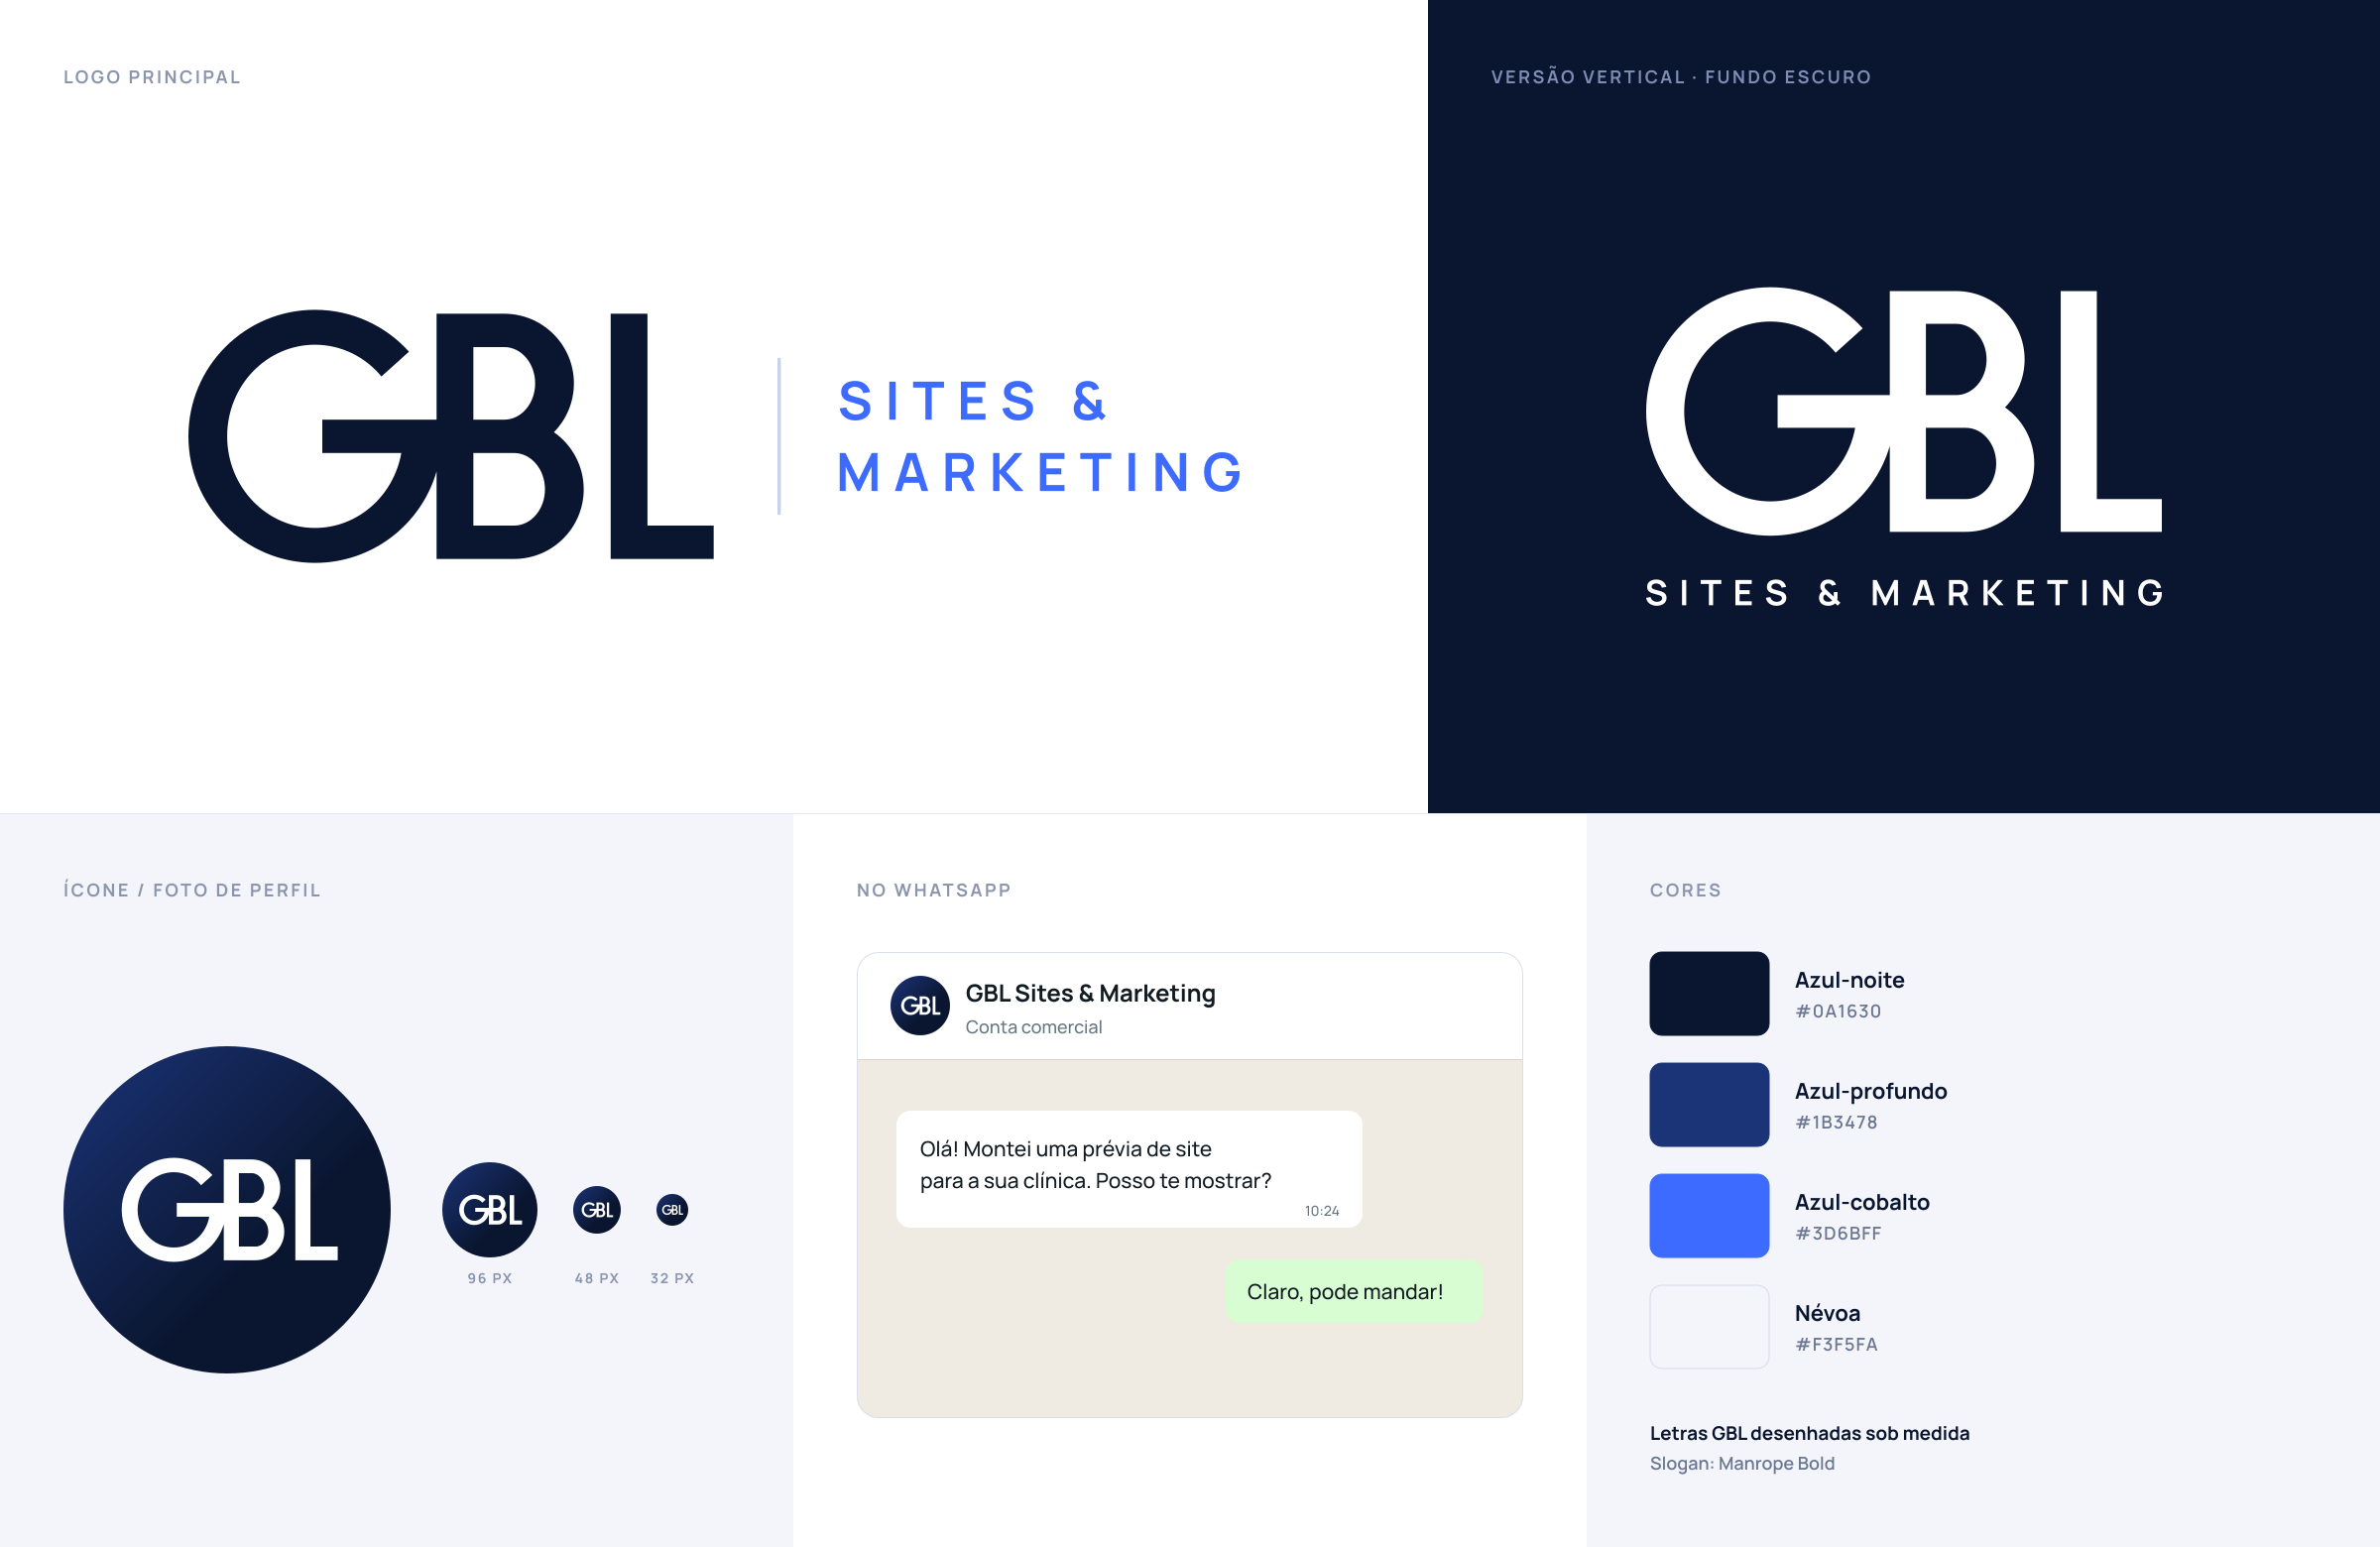 LOGO PRINCIPAL
GBL
SITES &
MARKETING
VERSÃO VERTICAL · FUNDO ESCURO
GBL
SITES & MARKETING
ÍCONE / FOTO DE PERFIL
GBL
GBL
GBL
GBL
96 PX
48 PX
32 PX
NO WHATSAPP
GBL
GBL Sites & Marketing
Conta comercial
Olá! Montei uma prévia de site
para a sua clínica. Posso te mostrar?
10:24
Claro, pode mandar!
CORES
Azul-noite
#0A1630
Azul-profundo
#1B3478
Azul-cobalto
#3D6BFF
Névoa
#F3F5FA
Letras GBL desenhadas sob medida
Slogan: Manrope Bold